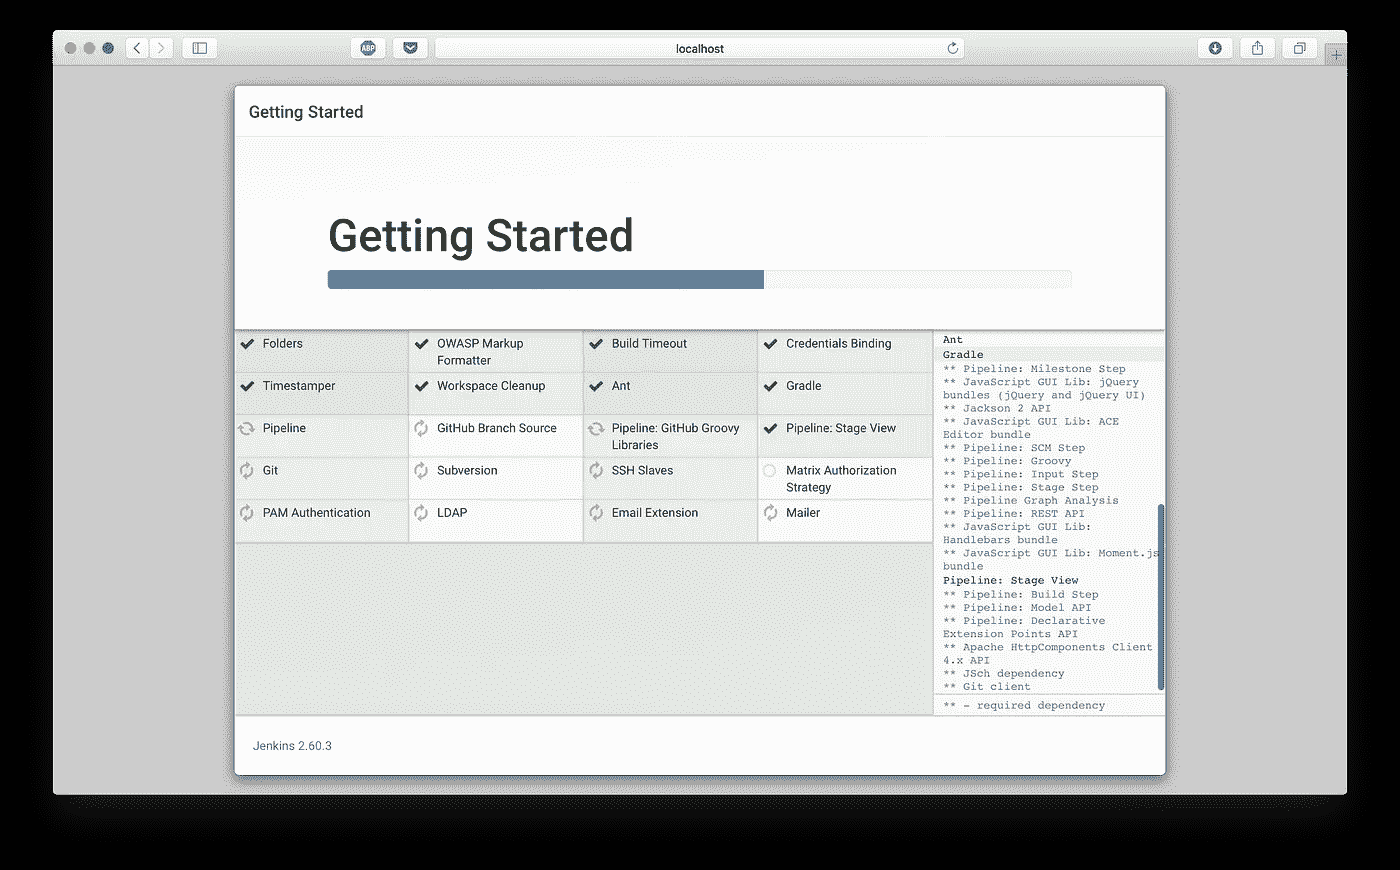 ABP
localhost
Getting Started
Getting Started
Folders
OWASP Markup
Formatter
Build Timeout
Credentials Binding
Timestamper
Workspace Cleanup
Ant
Gradle
Pipeline
GitHub Branch Source
Pipeline: GitHub Groovy
Libraries
Pipeline: Stage View
Git
Subversion
SSH Slaves
Matrix Authorization
Strategy
PAM Authentication
LDAP
Email Extension
Mailer
Ant
Gradle
** Pipeline: Milestone Step
** JavaScript GUI Lib: jQuery
bundles (jQuery and jQuery UI)
** Jackson 2 API
** JavaScript GUI Lib: ACE
Editor bundle
** Pipeline: SCM Step
** Pipeline: Groovy
** Pipeline: Input Step
** Pipeline: Stage Step
** Pipeline Graph Analysis
** Pipeline: REST API
** JavaScript GUI Lib:
Handlebars bundle
** JavaScript GUI Lib: Moment.js
bundle
Pipeline: Stage View
** Pipeline: Build Step
** Pipeline: Model API
** Pipeline: Declarative
Extension Points API
** Apache HttpComponents Client
4.x API
** JSch dependency
** Git client
** - required dependency
Jenkins 2.60.3